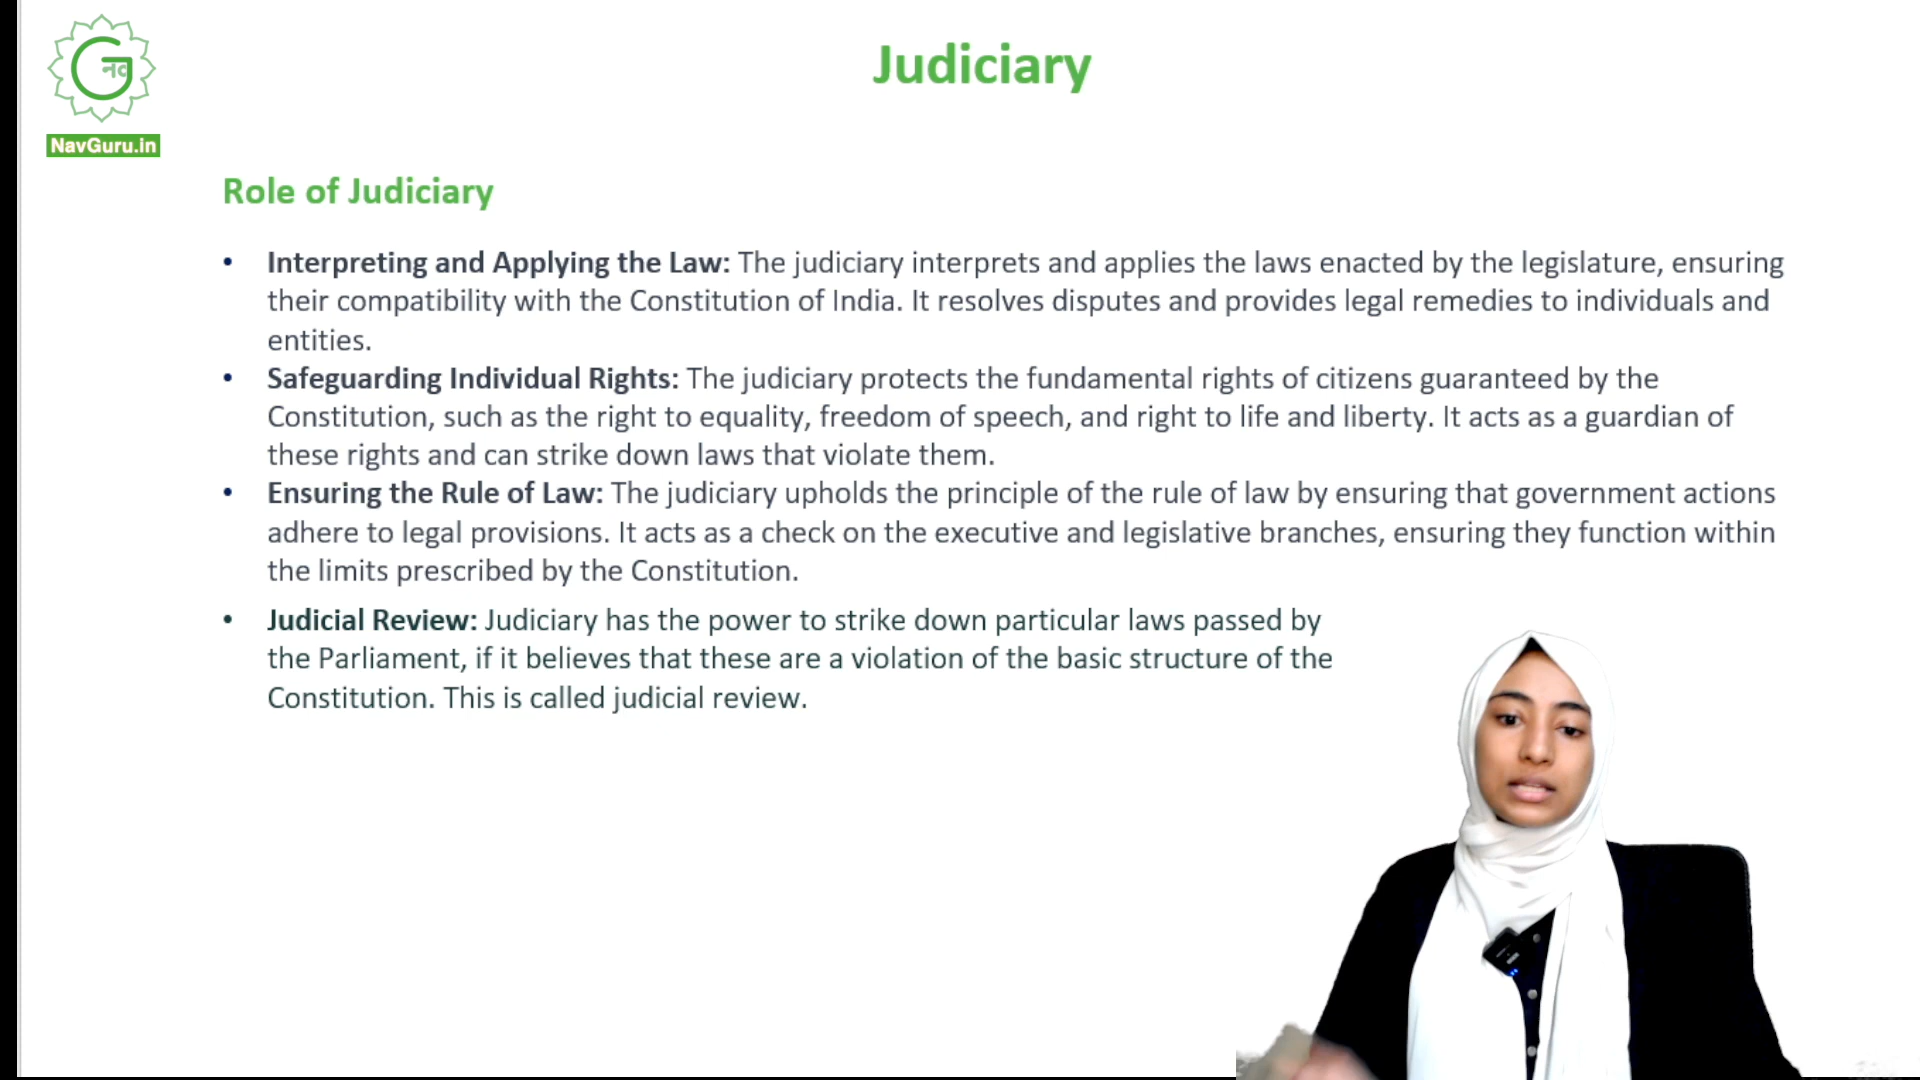 नव
NavGuru.in
Judiciary
Role of Judiciary
• Interpreting and Applying the Law: The judiciary interprets and applies the laws enacted by the legislature, ensuring
their compatibility with the Constitution of India. It resolves disputes and provides legal remedies to individuals and
entities.
• Safeguarding Individual Rights: The judiciary protects the fundamental rights of citizens guaranteed by the
Constitution, such as the right to equality, freedom of speech, and right to life and liberty. It acts as a guardian of
these rights and can strike down laws that violate them.
• Ensuring the Rule of Law: The judiciary upholds the principle of the rule of law by ensuring that government actions
adhere to legal provisions. It acts as a check on the executive and legislative branches, ensuring they function within
the limits prescribed by the Constitution.
• Judicial Review: Judiciary has the power to strike down particular laws passed by
the Parliament, if it believes that these are a violation of the basic structure of the
Constitution. This is called judicial review.